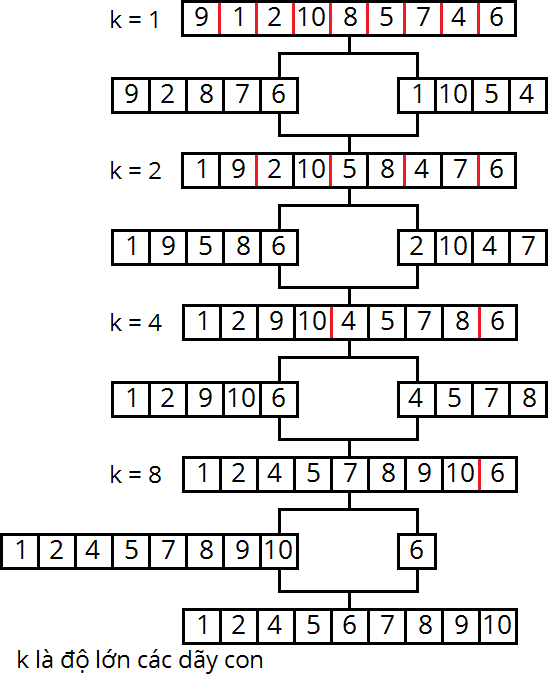 k = 1 9 1 2 10 8 5 7 4 6
9 2 8 7 6 1 10 5 4
k = 2 1 9 2 10 5 8 4 7 6
1 9 5 8 6 2 10 4 7
k = 4 1 2 9 10 4 5 7 8 6
1 2 9 10 6 4 5 7 8
k = 8 1 2 4 5 7 8 9 10 6
1 2 4 5 7 8 9 10 6
1 2 4 5 6 7 8 9 10
k là độ lớn các dãy con